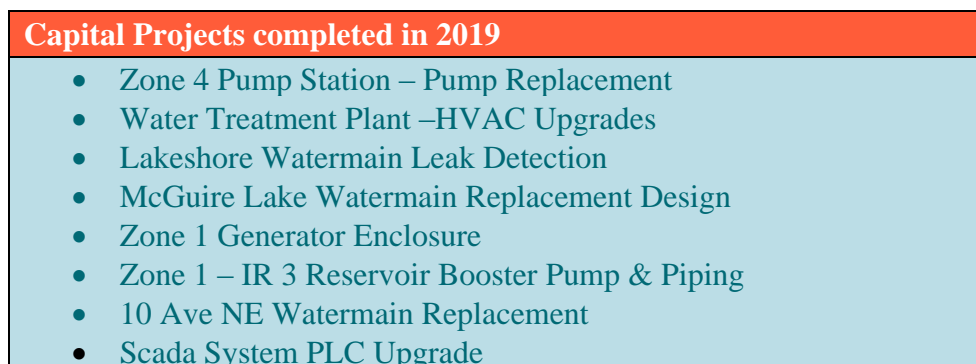 Capital Projects completed in 2019
• Zone 4 Pump Station – Pump Replacement
• Water Treatment Plant –HVAC Upgrades
• Lakeshore Watermain Leak Detection
• McGuire Lake Watermain Replacement Design
• Zone 1 Generator Enclosure
• Zone 1 – IR 3 Reservoir Booster Pump & Piping
• 10 Ave NE Watermain Replacement
• Scada System PLC Upgrade